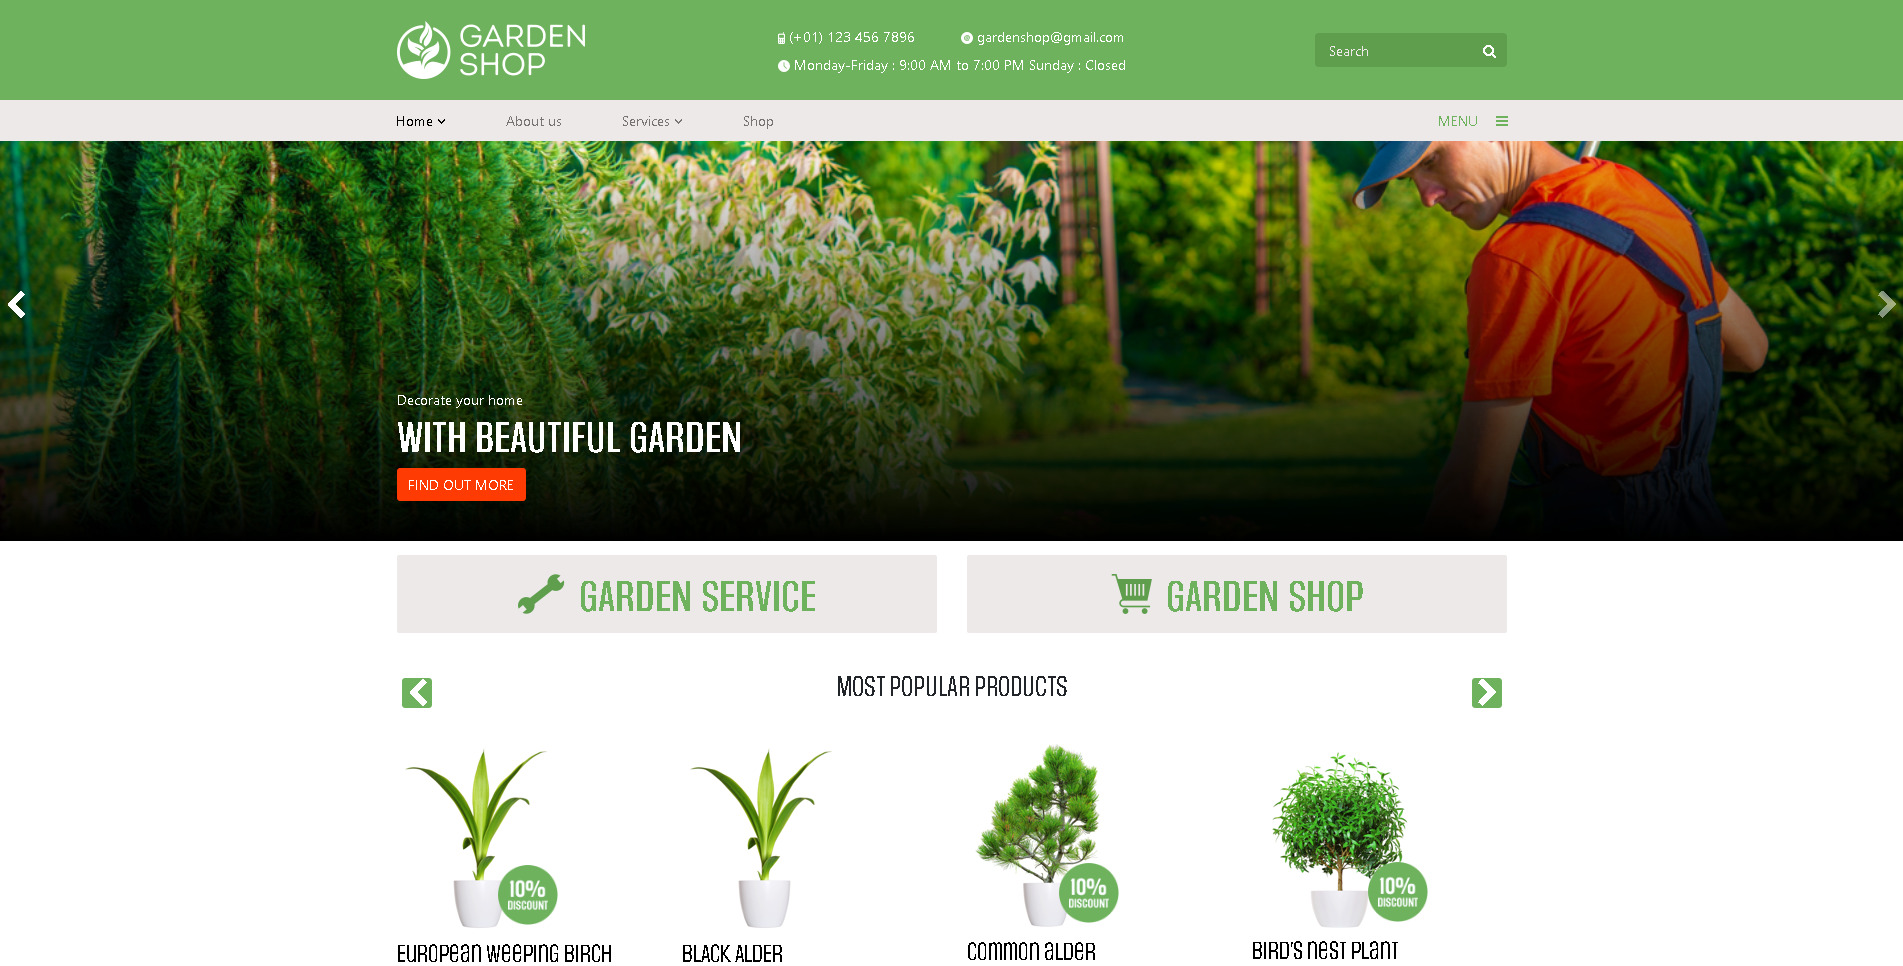 GARDEN
SHOP
(+01) 123 456 7896
gardenshop@gmail.com
Monday-Friday : 9:00 AM to 7:00 PM Sunday : Closed
Search
Home
About us
Services
Shop
MENU
Decorate your home
WITH BEAUTIFUL GARDEN
FIND OUT MORE
GARDEN SERVICE
GARDEN SHOP
MOST POPULAR PRODUCTS
10%
DISCOUNT
10%
DISCOUNT
10%
DISCOUNT
EUROPEAN WEEPING BIRCH
BLACK ALDER
COMMON ALDER
BIRD'S NEST PLANT